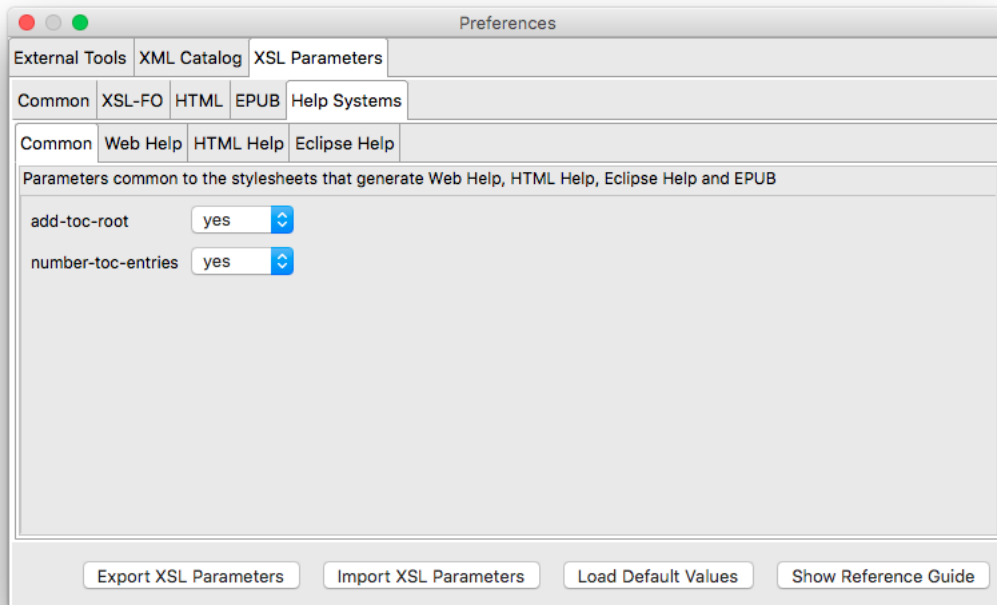 Preferences
External Tools XML Catalog XSL Parameters
Common XSL-FO HTML EPUB Help Systems
Common Web Help HTML Help Eclipse Help
Parameters common to the stylesheets that generate Web Help, HTML Help, Eclipse Help and EPUB
add-toc-root yes
number-toc-entries yes
Export XSL Parameters Import XSL Parameters Load Default Values Show Reference Guide